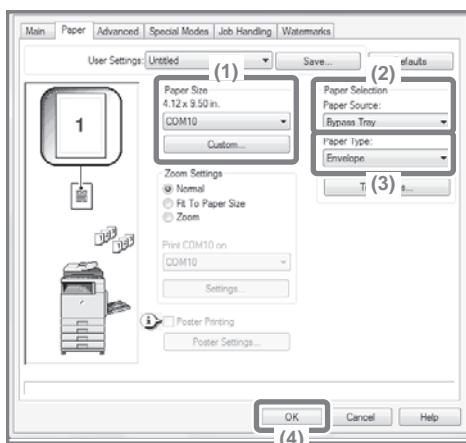 Main Paper Advanced Special Modes Job Handling Watermarks
User Settings: Untitled Save... efaults
(1)
(2)
Paper Size
4.12 x 9.50 in.
COM10
Custom...
Paper Selection
Paper Source:
Bypass Tray
Paper Type:
Envelope
(3)
1
Zoom Settings
Normal
Fit To Paper Size
Zoom
Print COM10 on
COM10
Settings...
Poster Printing
Poster Settings...
OK Cancel Help
(4)